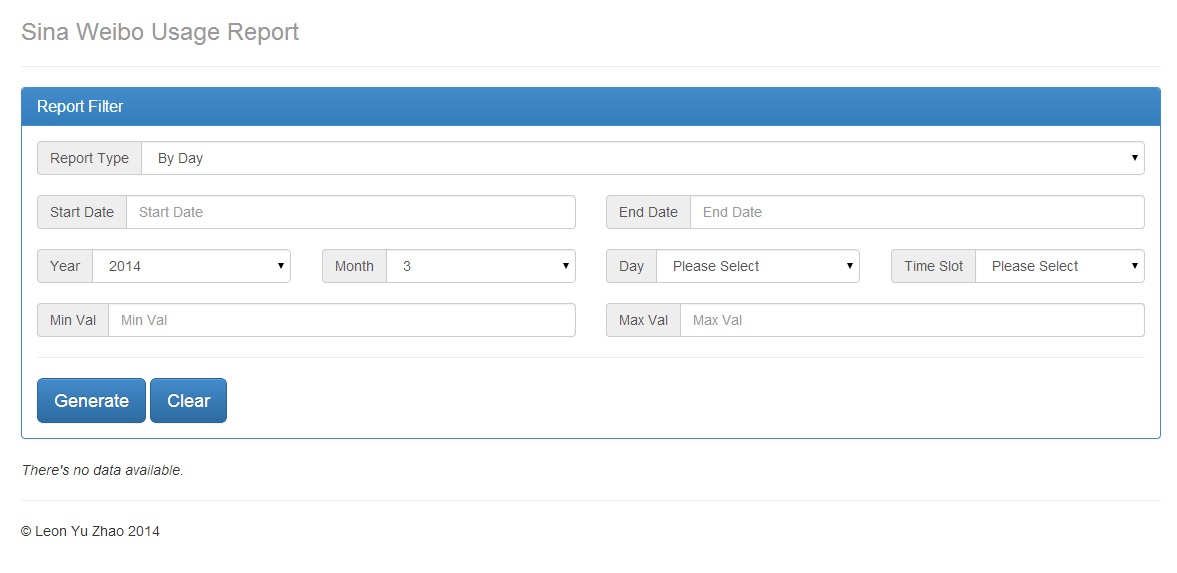 Sina Weibo Usage Report
Report Filter
Report Type By Day
Start Date Start Date End Date End Date
Year 2014 Month 3 Day Please Select Time Slot Please Select
Min Val Min Val Max Val Max Val
Generate Clear
There's no data available.
© Leon Yu Zhao 2014